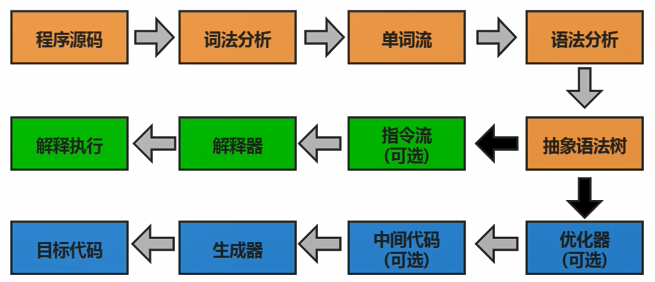 程序源码
词法分析
单词流
语法分析
解释执行
解释器
指令流
(可选)
抽象语法树
目标代码
生成器
中间代码
(可选)
优化器
(可选)